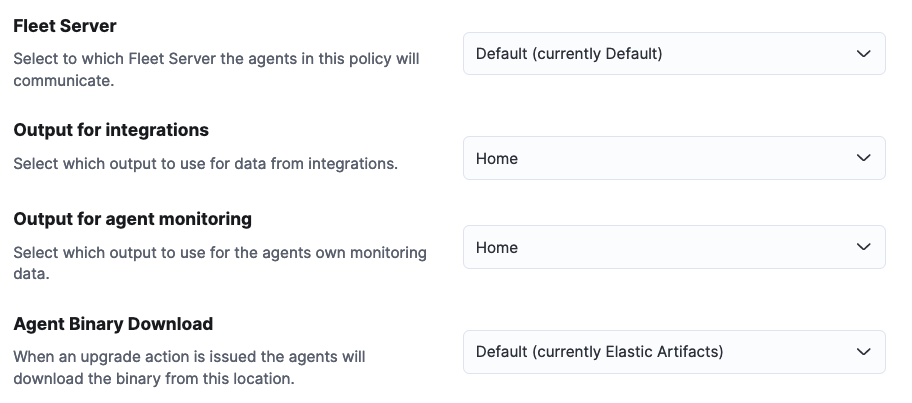 Fleet Server
Select to which Fleet Server the agents in this policy will
communicate.
Default (currently Default)
Output for integrations
Select which output to use for data from integrations.
Home
Output for agent monitoring
Select which output to use for the agents own monitoring
data.
Home
Agent Binary Download
When an upgrade action is issued the agents will
download the binary from this location.
Default (currently Elastic Artifacts)